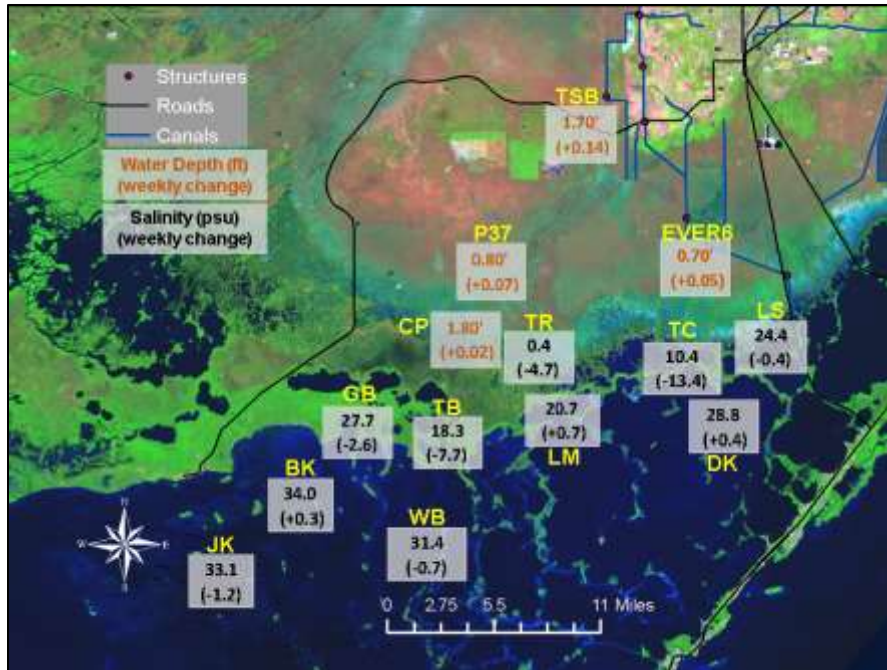 Structures
Roads
Canals
Water Depth (ft)
(weekly change)
Salinity (psu)
(weekly change)
TSB
1.70'
(+0.14)
P37
0.80'
(+0.07)
EVER6
0.70'
(+0.05)
CP
1.80'
(+0.02)
TR
0.4
(-4.7)
TC
10.4
(-13.4)
LS
24.4
(-0.4)
GB
27.7
(-2.6)
TB
18.3
(-7.7)
20.7
(+0.7)
LM
28.8
(+0.4)
DK
BK
34.0
(+0.3)
WB
31.4
(-0.7)
JK
33.1
(-1.2)
N
W
E
S
0 2.75 5.5 11 Miles